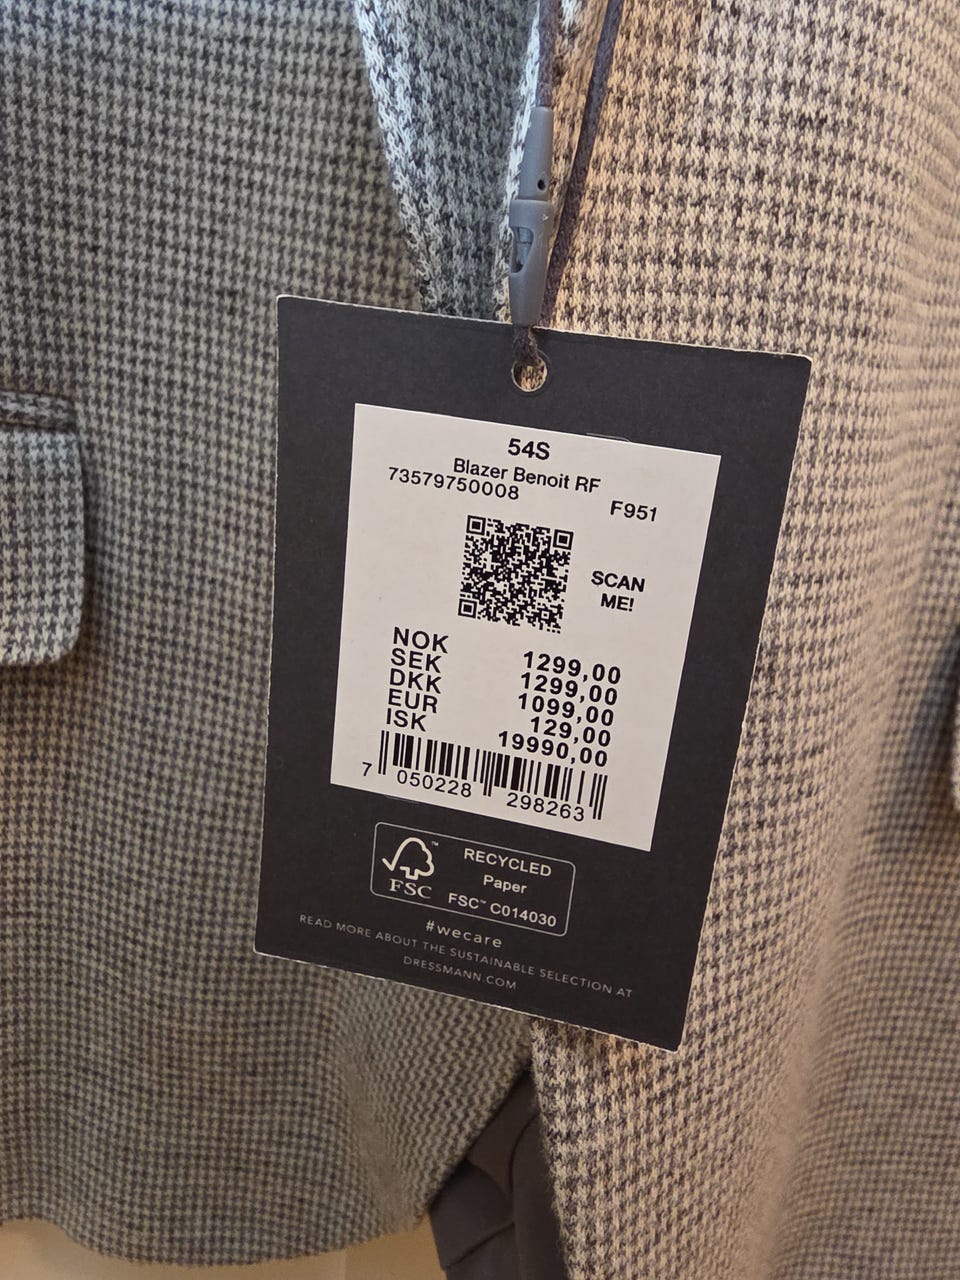 54S
Blazer Benoit RF
73579750008
F951
SCAN
ME!
NOK 1299,00
SEK 1299,00
DKK 1099,00
EUR 129,00
ISK 19990,00
7 050228 298263
FSC™
RECYCLED
Paper
FSC™ C014030
#wecare
READ MORE ABOUT THE SUSTAINABLE SELECTION AT
DRESSMANN.COM